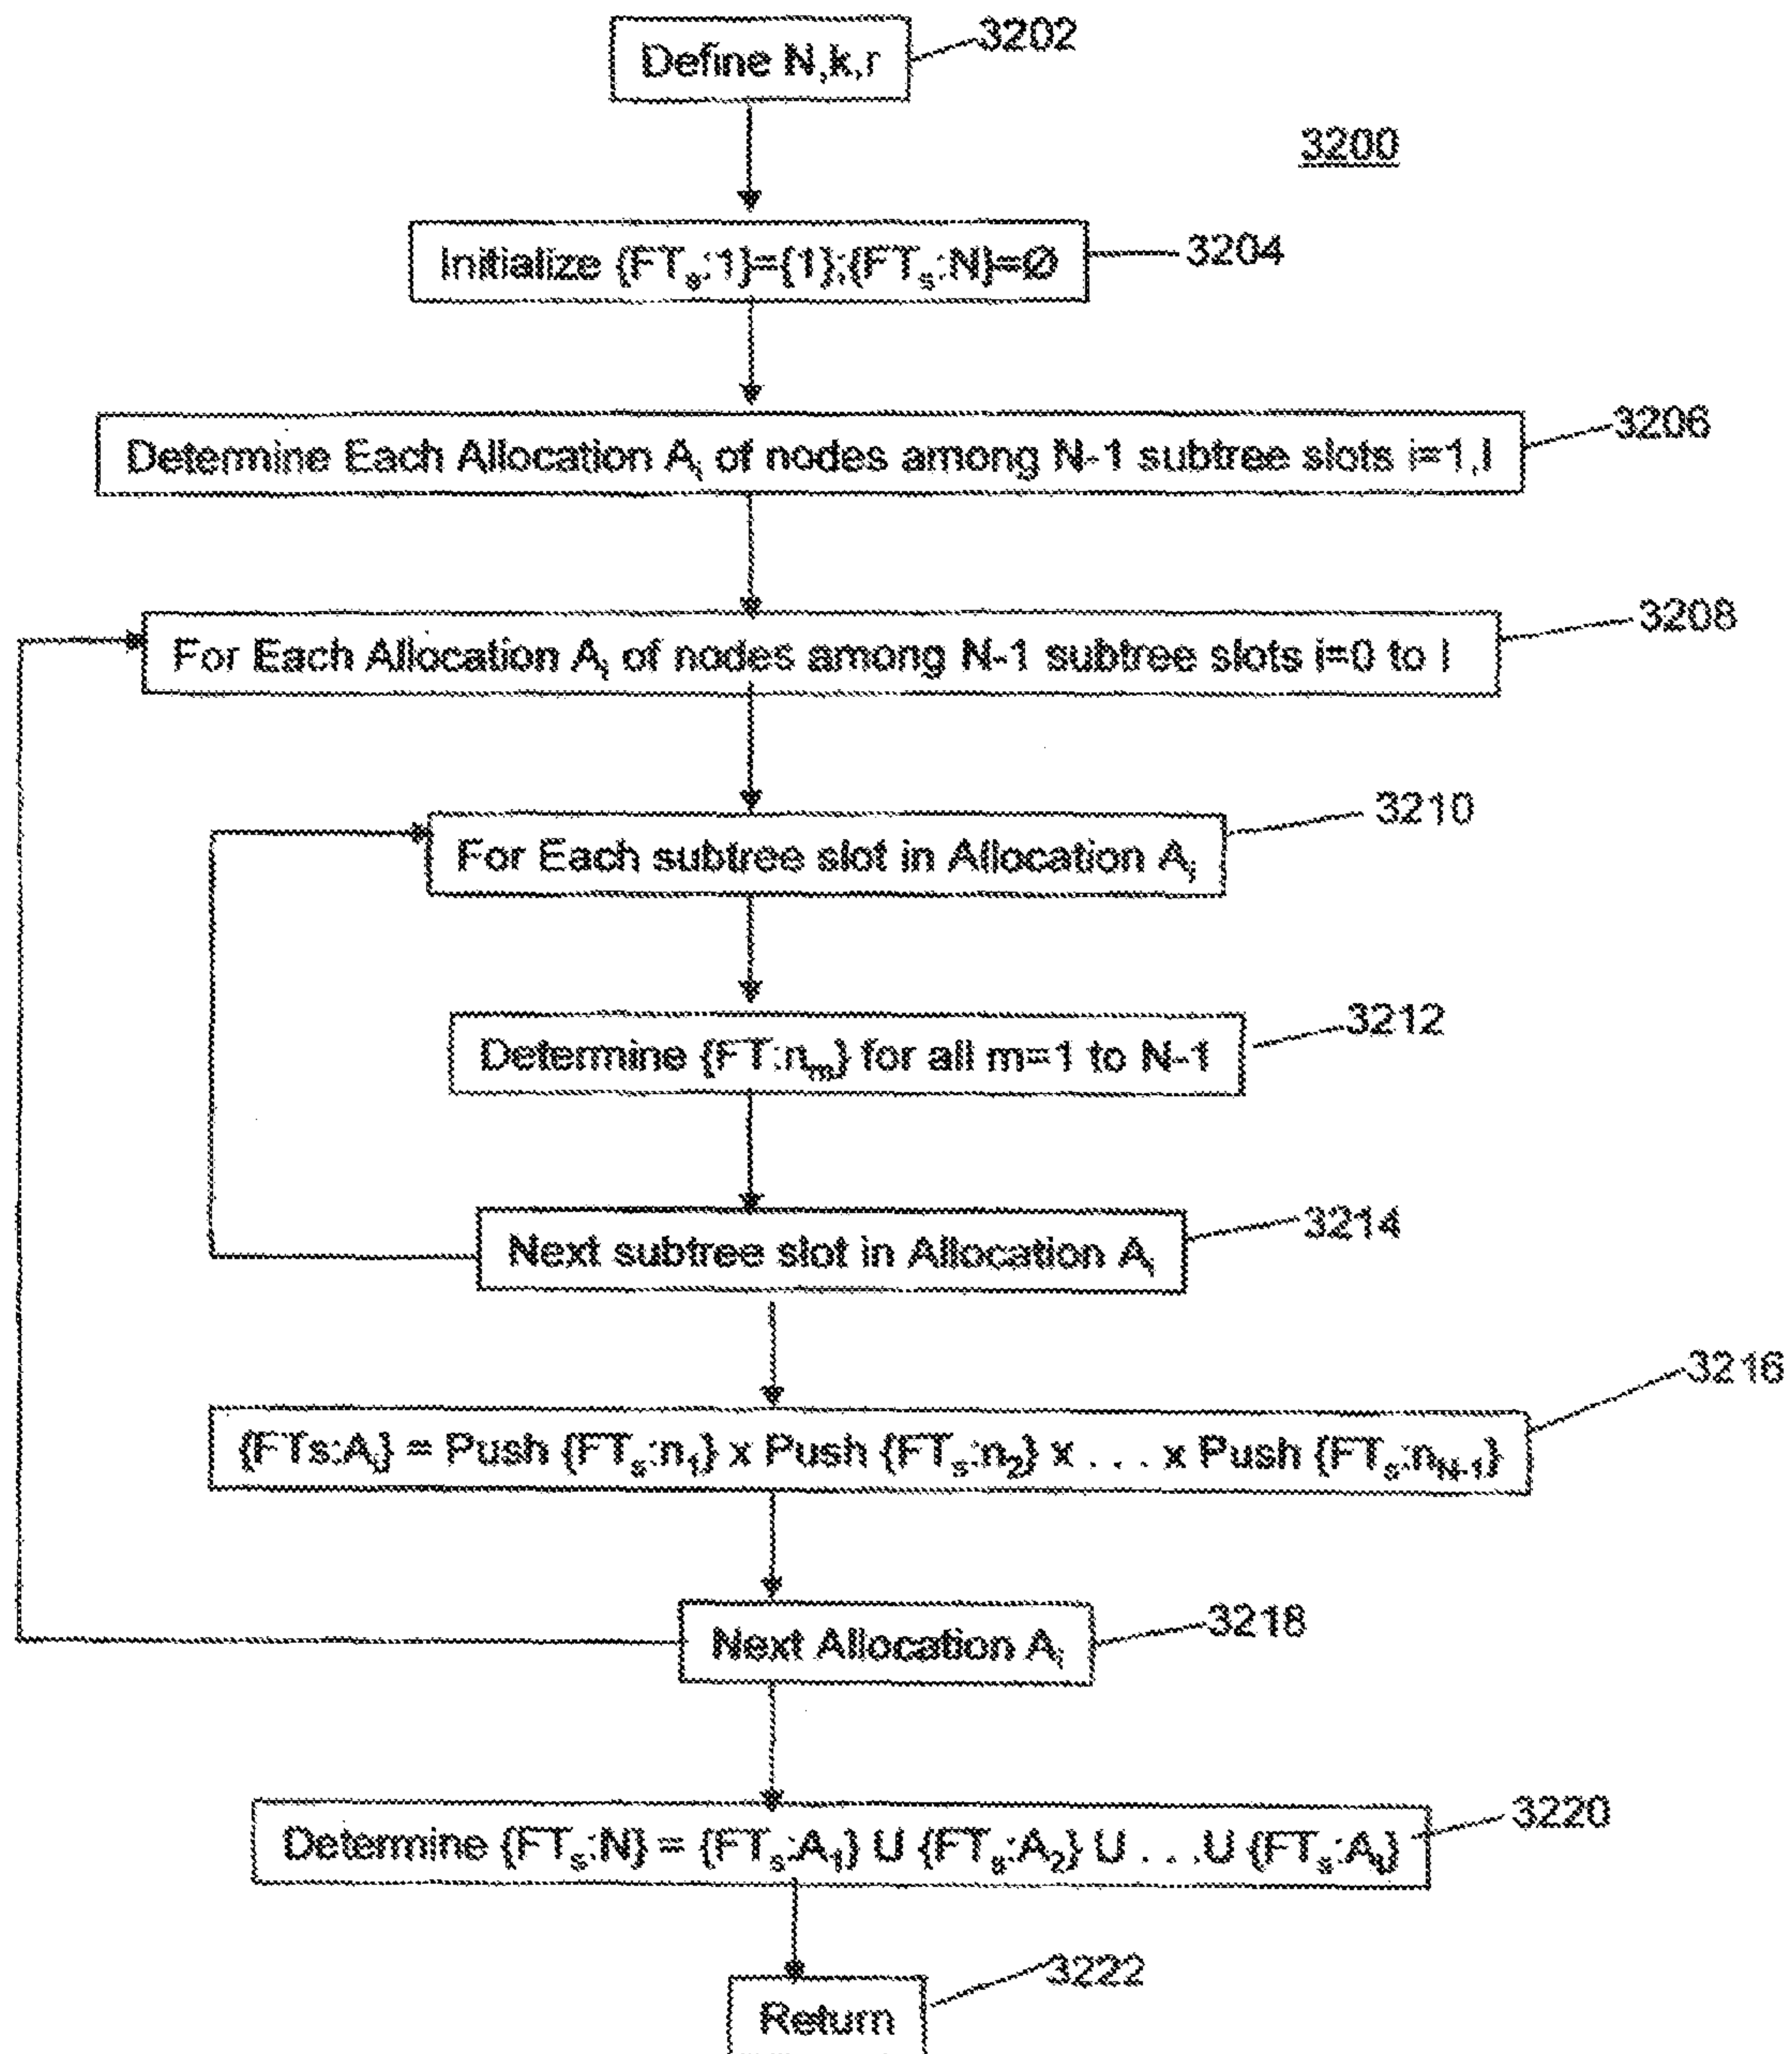 Define N,k,r
3202
3200
Initialize {FTₛ:1}={1};{FTₛ:N}=Ø
3204
Determine Each Allocation Aᵢ of nodes among N-1 subtree slots i=1,I
3206
For Each Allocation Aᵢ of nodes among N-1 subtree slots i=0 to I
3208
For Each subtree slot in Allocation Aᵢ
3210
Determine {FT:nₘ} for all m=1 to N-1
3212
Next subtree slot in Allocation Aᵢ
3214
{FTs:Aᵢ} = Push {FTₛ:n₁} x Push {FTₛ:n₂} x . . . x Push {FTₛ:n_N-1}
3216
Next Allocation Aᵢ
3218
Determine {FTₛ:N} = {FTₛ:A₁} U {FTₛ:A₂} U . . .U {FTₛ:A_I}
3220
Return
3222